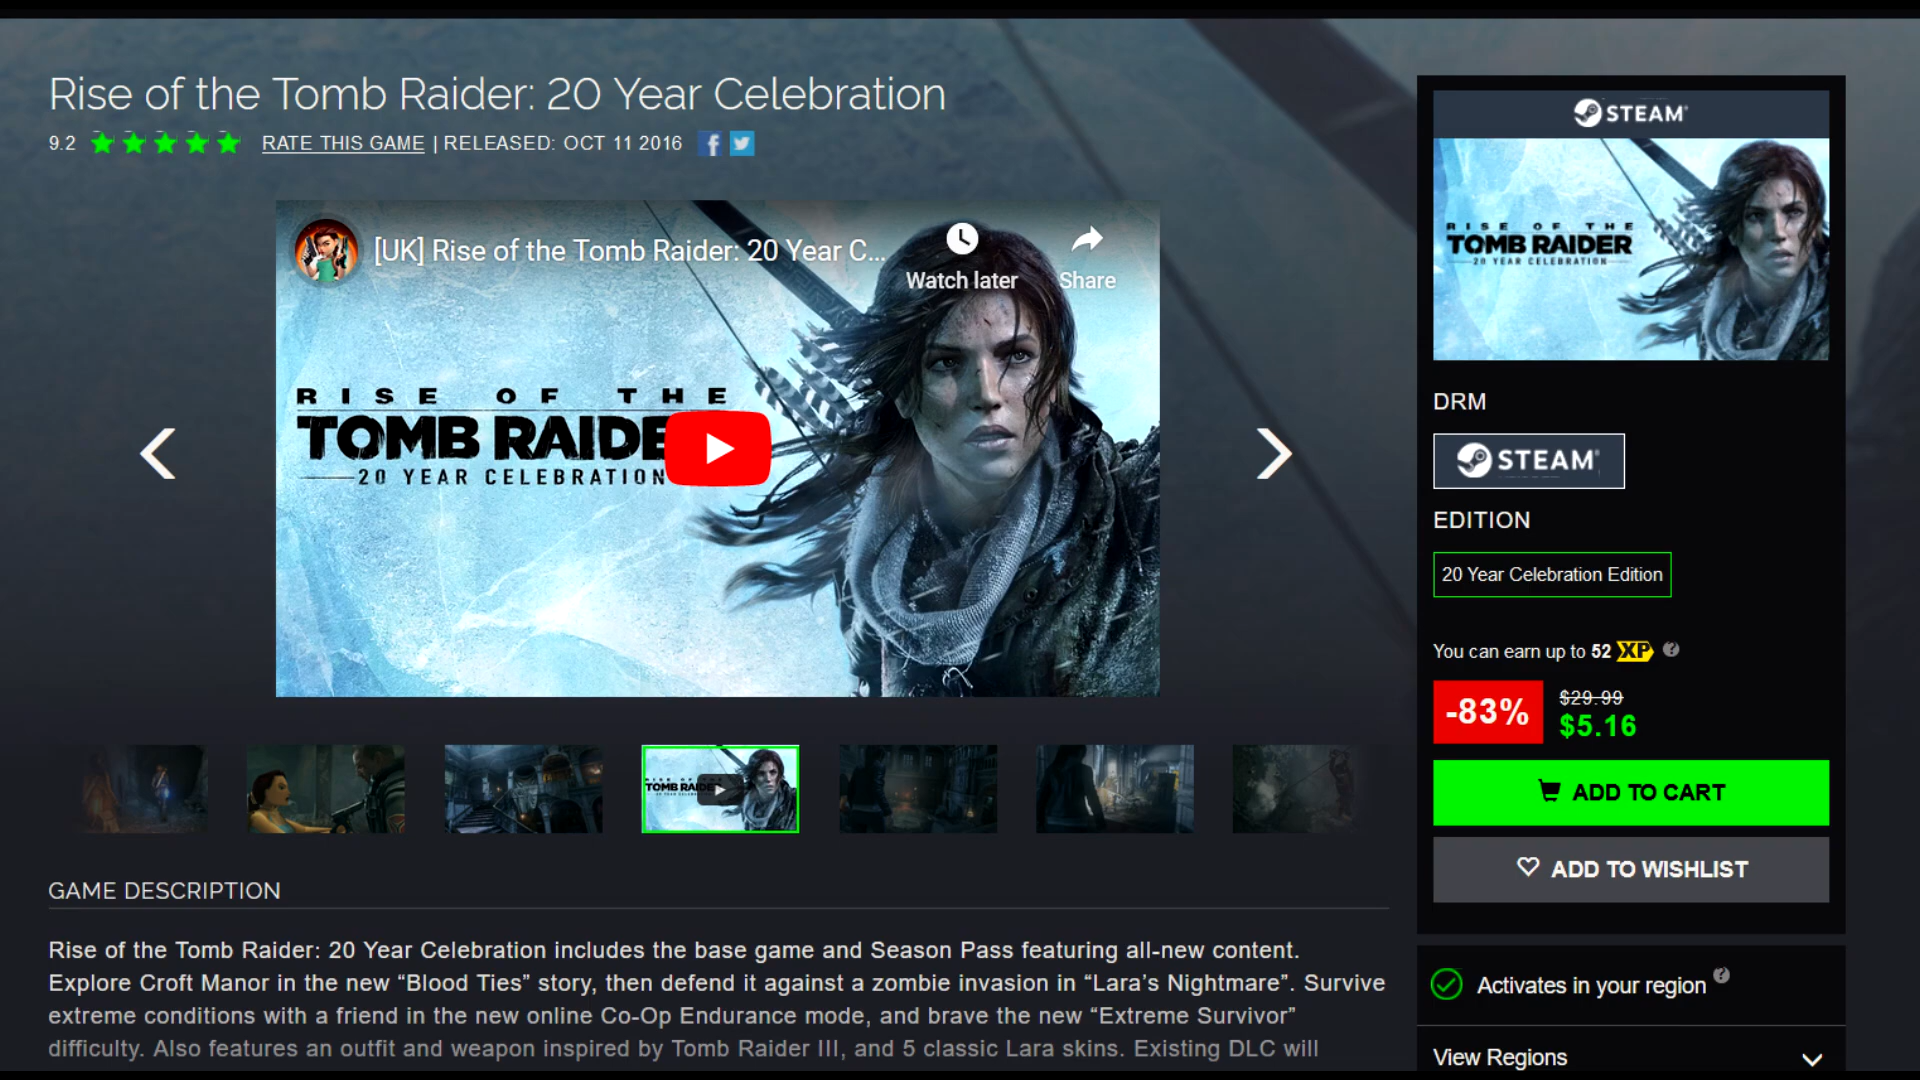 Rise of the Tomb Raider: 20 Year Celebration
9.2 RATE THIS GAME | RELEASED: OCT 11 2016
[UK] Rise of the Tomb Raider: 20 Year C...
Watch later
Share
RISE OF THE
TOMB RAIDE
20 YEAR CELEBRATION
TOMB RAIDER
GAME DESCRIPTION
Rise of the Tomb Raider: 20 Year Celebration includes the base game and Season Pass featuring all-new content.
Explore Croft Manor in the new “Blood Ties” story, then defend it against a zombie invasion in “Lara’s Nightmare”. Survive
extreme conditions with a friend in the new online Co-Op Endurance mode, and brave the new “Extreme Survivor”
difficulty. Also features an outfit and weapon inspired by Tomb Raider III, and 5 classic Lara skins. Existing DLC will
STEAM
RISE OF THE
TOMB RAIDER
20 YEAR CELEBRATION
DRM
STEAM
EDITION
20 Year Celebration Edition
You can earn up to 52 XP
-83%
$29.99
$5.16
ADD TO CART
ADD TO WISHLIST
Activates in your region
View Regions